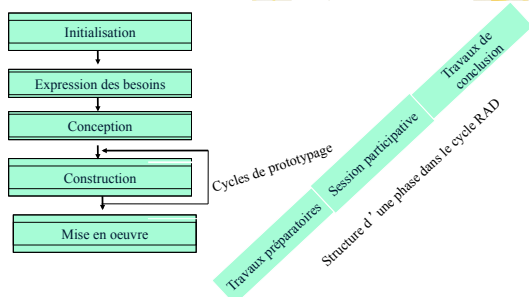 Initialisation
Expression des besoins
Conception
Construction
Mise en oeuvre
Cycles de prototypage
Travaux préparatoires
Session participative
Travaux de
conclusion
Structure d ’ une phase dans le cycle RAD